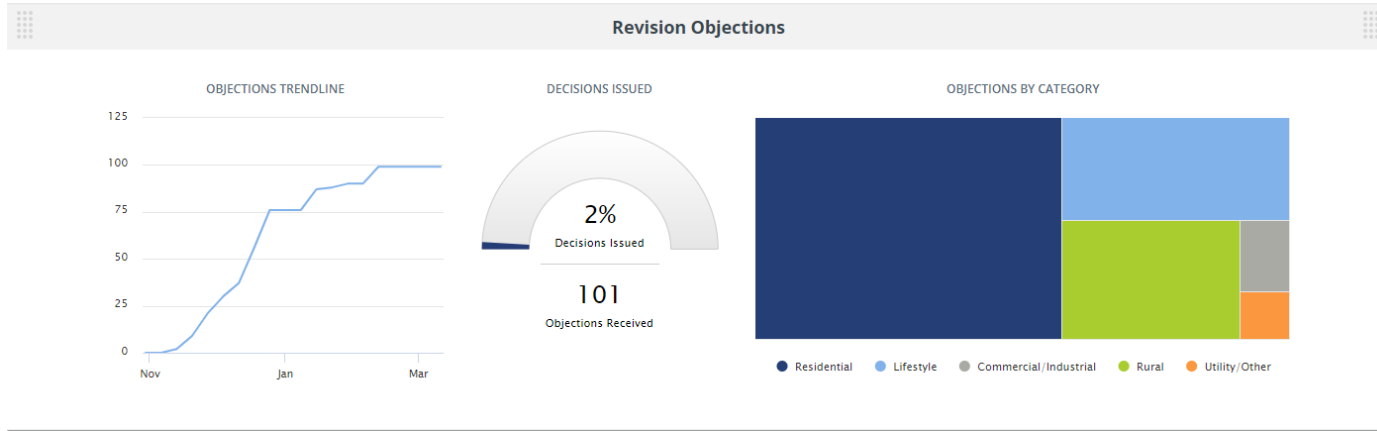 Revision Objections
OBJECTIONS TRENDLINE
125
100
75
50
25
0
Nov
Jan
Mar
DECISIONS ISSUED
2%
Decisions Issued
101
Objections Received
OBJECTIONS BY CATEGORY
Residential
Lifestyle
Commercial/Industrial
Rural
Utility/Other